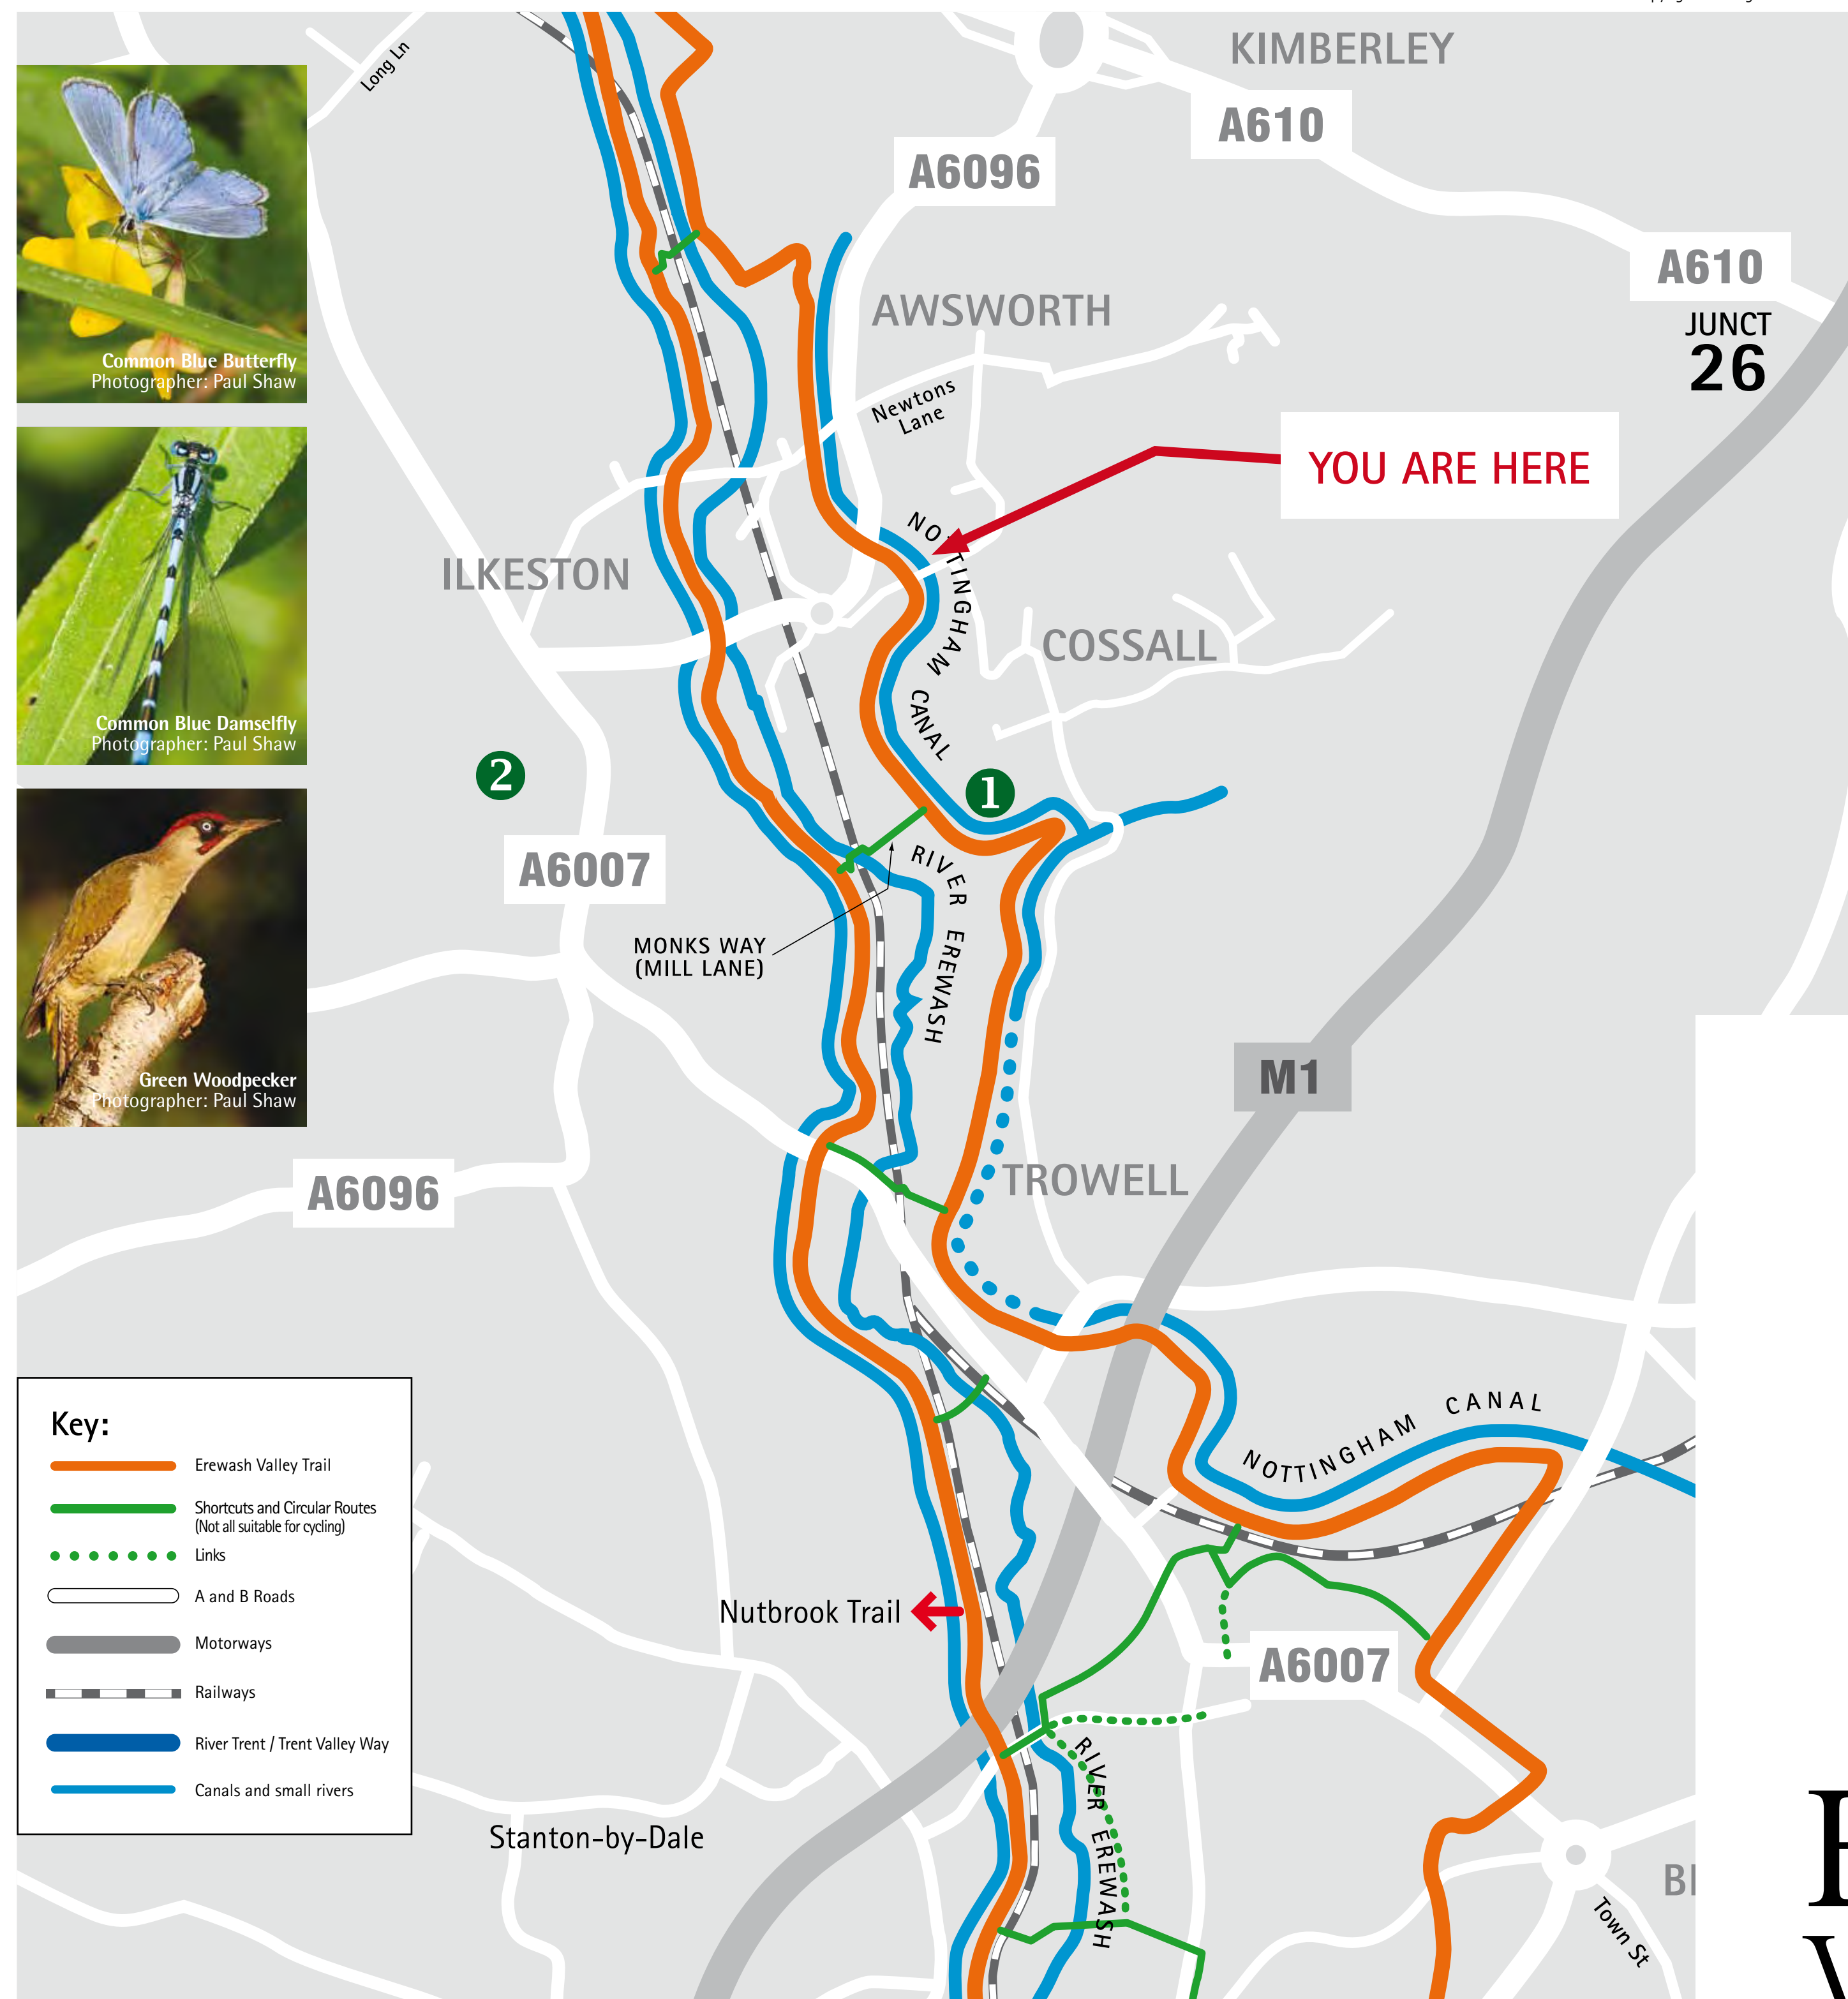 Long Ln
KIMBERLEY
A610
A6096
A610
JUNCT
26
AWSWORTH
Newtons
Lane
YOU ARE HERE
Common Blue Butterfly
Photographer: Paul Shaw
NOTTINGHAM CANAL
ILKESTON
COSSALL
Common Blue Damselfly
Photographer: Paul Shaw
2
1
A6007
RIVER EREWASH
MONKS WAY
(MILL LANE)
Green Woodpecker
Photographer: Paul Shaw
M1
TROWELL
A6096
NOTTINGHAM CANAL
Key:
Erewash Valley Trail
Shortcuts and Circular Routes
(Not all suitable for cycling)
Links
A and B Roads
Motorways
Railways
River Trent / Trent Valley Way
Canals and small rivers
Nutbrook Trail
A6007
RIVER EREWASH
Stanton-by-Dale
Town St